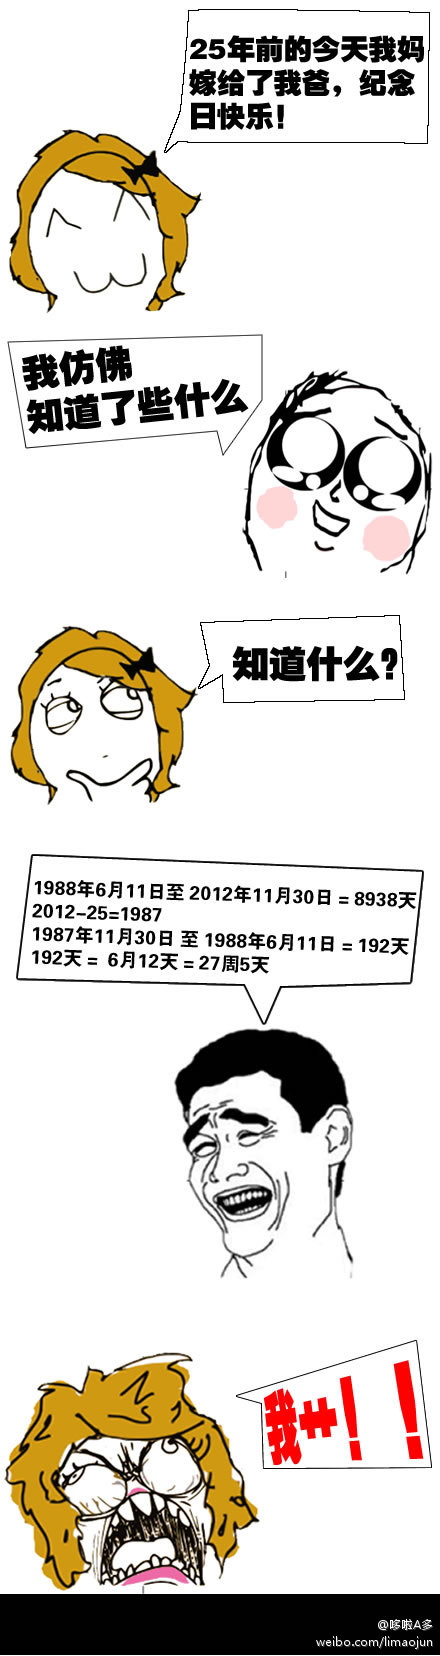 25年前的今天我妈
嫁给了我爸，纪念
日快乐！
我仿佛
知道了些什么
知道什么?
1988年6月11日至 2012年11月30日 = 8938天
2012-25=1987
1987年11月30日 至 1988年6月11日 = 192天
192天 = 6月12天 = 27周5天
我！！
@哆啦A多
weibo.com/limaojun